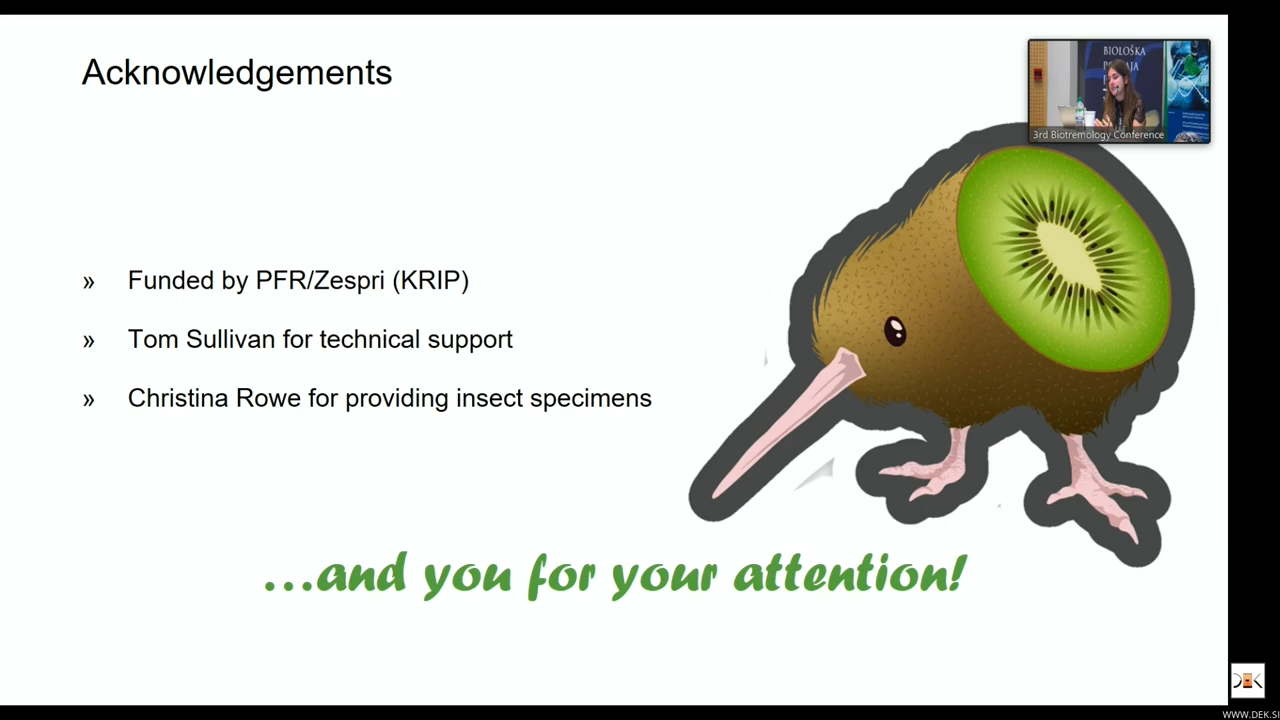 Acknowledgements
BIOLOŠKA
3rd Biotremology Conference
» Funded by PFR/Zespri (KRIP)
» Tom Sullivan for technical support
» Christina Rowe for providing insect specimens
...and you for your attention!
DEK
WWW.DEK.SI